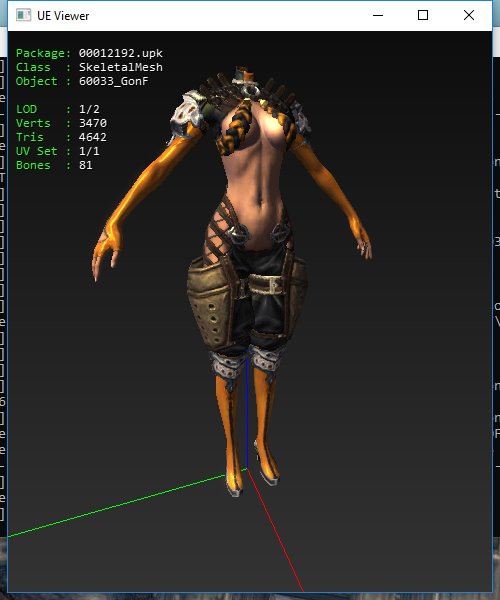 UE Viewer
Package: 00012192.upk
Class : SkeletalMesh
Object : 60033_GonF
LOD : 1/2
Verts : 3470
Tris : 4642
UV Set : 1/1
Bones : 81